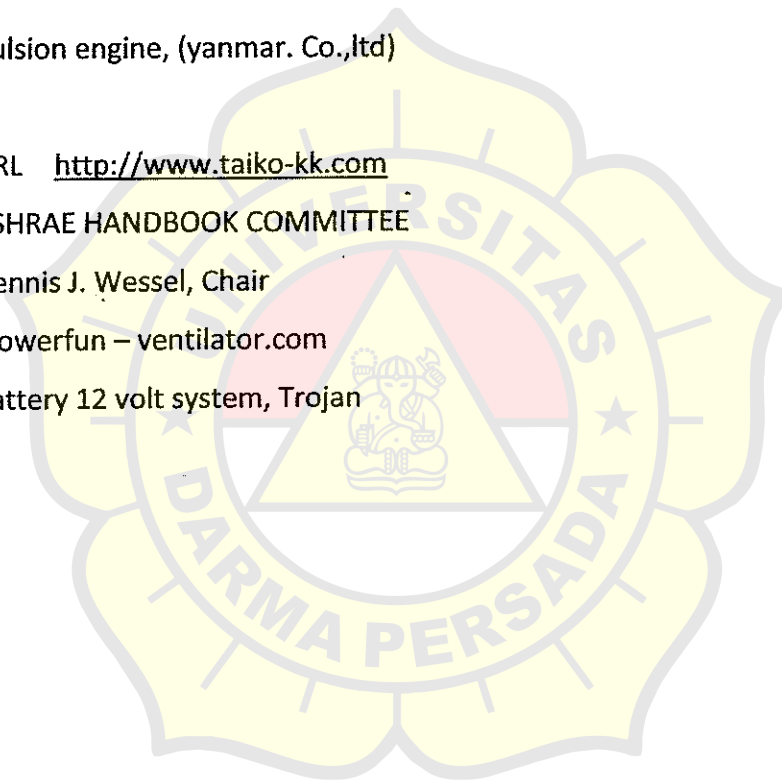 ulsion engine, (yanmar. Co.,ltd)
RL http://www.taiko-kk.com
SHRAE HANDBOOK COMMITTEE
ennis J. Wessel, Chair
owerfun – ventilator.com
attery 12 volt system, Trojan
UNIVERSITAS
DARMA PERSADA